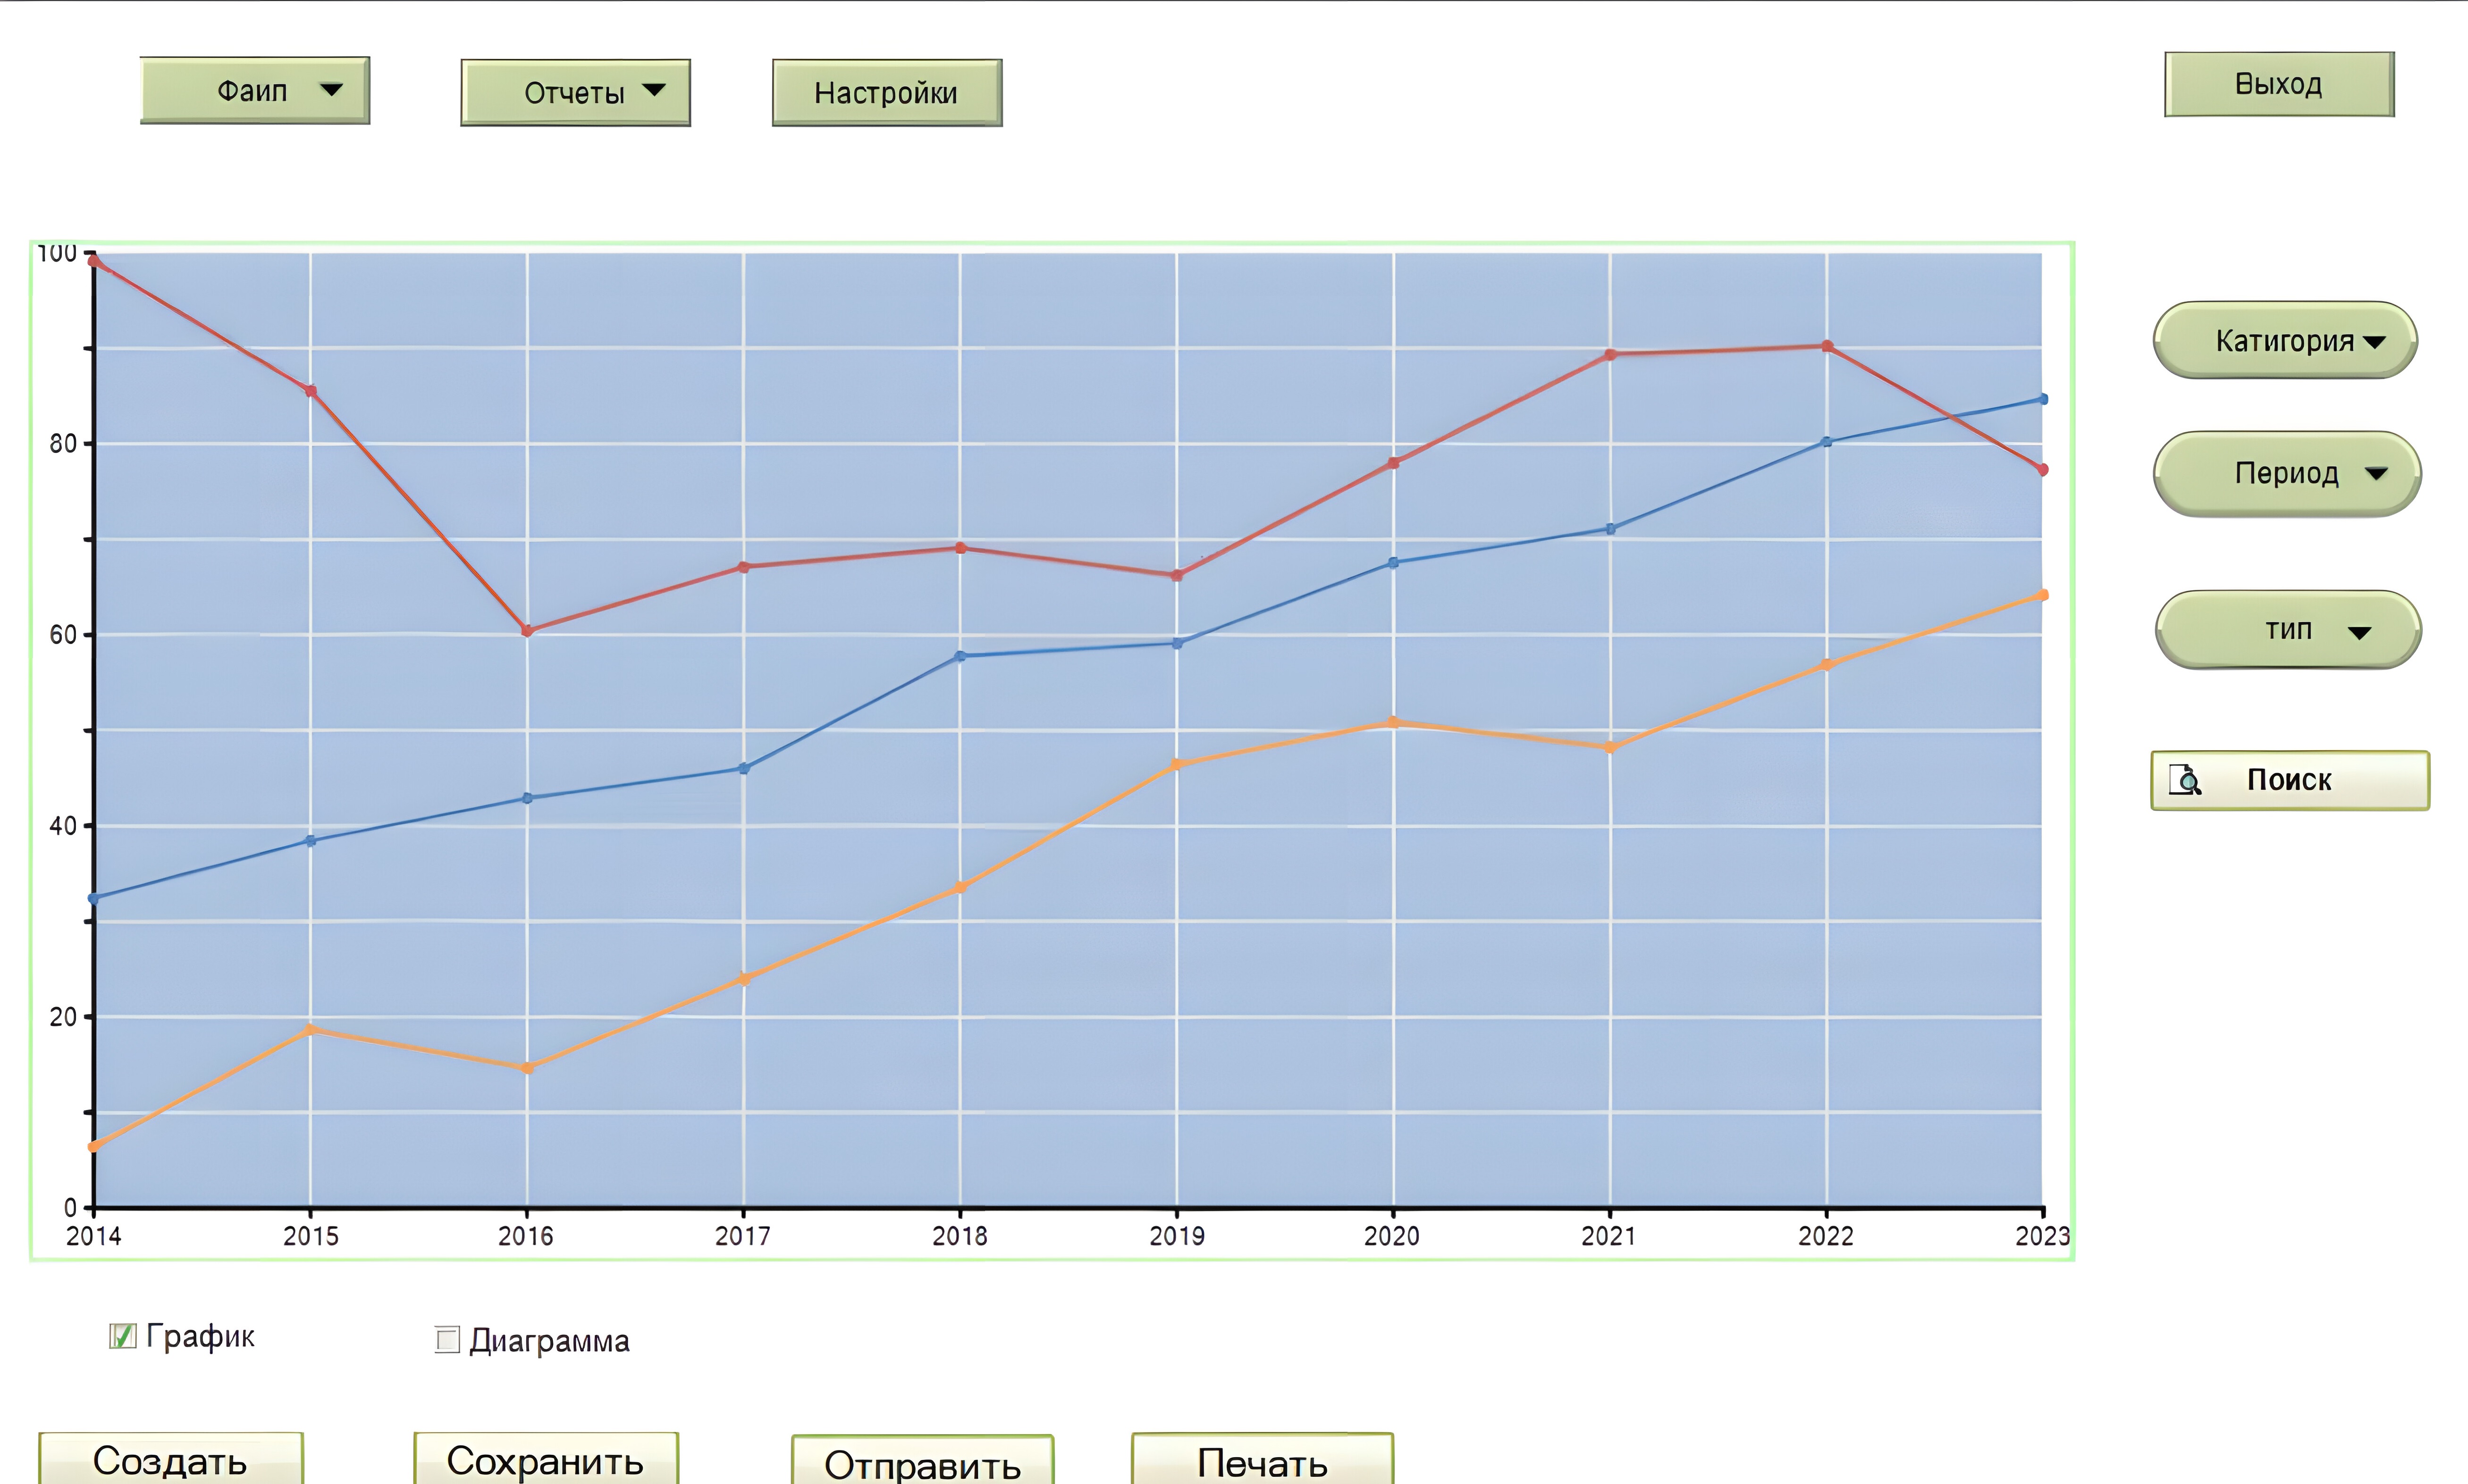 Фаип
Отчеты
Настройки
Выход
100
80
60
40
20
0
2014 2015 2016 2017 2018 2019 2020 2021 2022 2023
Катигория
Период
тип
Поиск
График
Диаграмма
Создать
Сохранить
Отправить
Печать